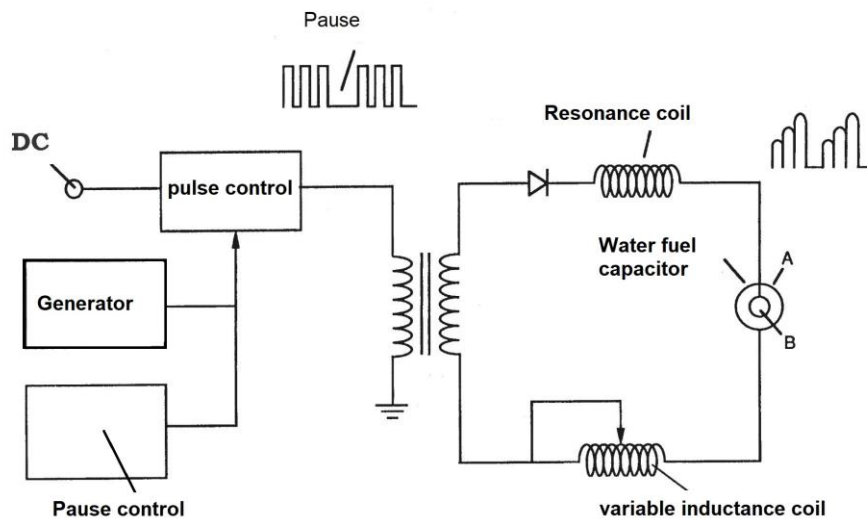 Pause
DC
pulse control
Resonance coil
Water fuel
capacitor
A
B
Generator
Pause control
variable inductance coil